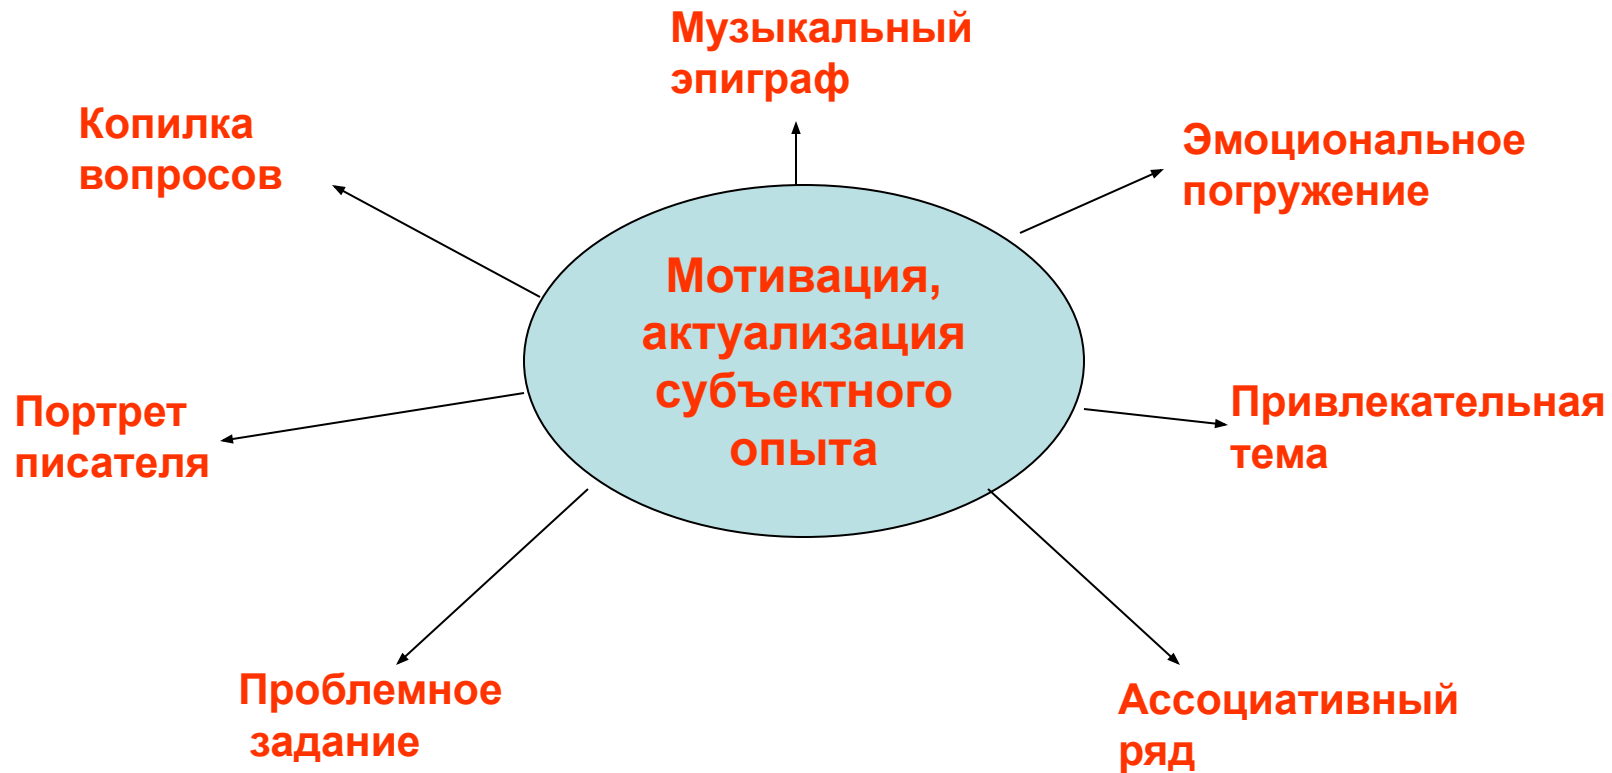 Музыкальный
эпиграф
Копилка
вопросов
Эмоциональное
погружение
Мотивация,
актуализация
субъектного
опыта
Портрет
писателя
Привлекательная
тема
Проблемное
задание
Ассоциативный
ряд